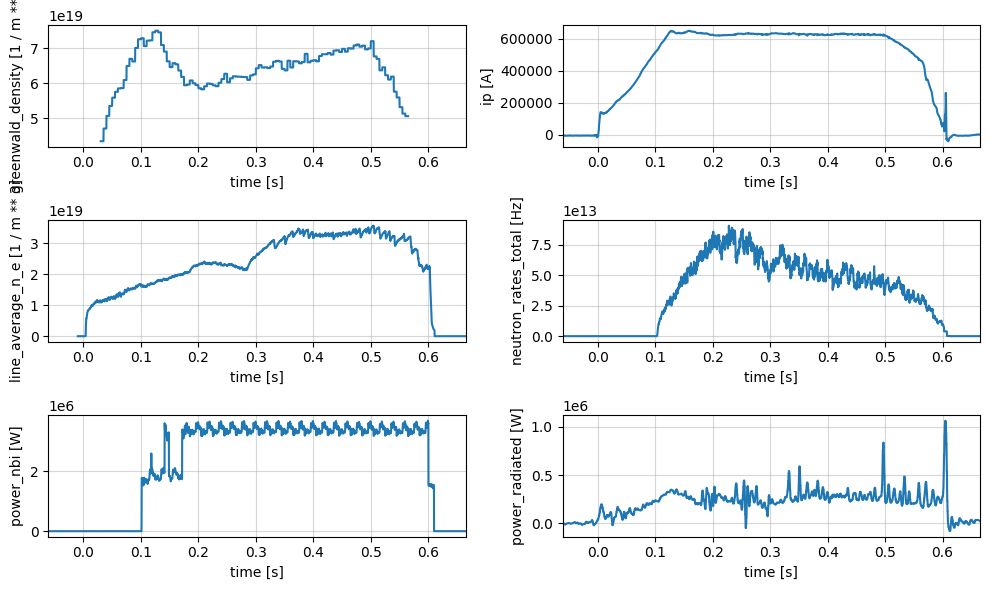 1e19
greenwald_density [1 / m **
7
6
5
0.0 0.1 0.2 0.3 0.4 0.5 0.6
time [s]
ip [A]
600000
400000
200000
0
0.0 0.1 0.2 0.3 0.4 0.5 0.6
time [s]
1e19
line_average_n_e [1 / m **
3
2
1
0
0.0 0.1 0.2 0.3 0.4 0.5 0.6
time [s]
1e13
neutron_rates_total [Hz]
7.5
5.0
2.5
0.0
0.0 0.1 0.2 0.3 0.4 0.5 0.6
time [s]
1e6
power_nbi [W]
2
0
0.0 0.1 0.2 0.3 0.4 0.5 0.6
time [s]
1e6
power_radiated [W]
1.0
0.5
0.0
0.0 0.1 0.2 0.3 0.4 0.5 0.6
time [s]